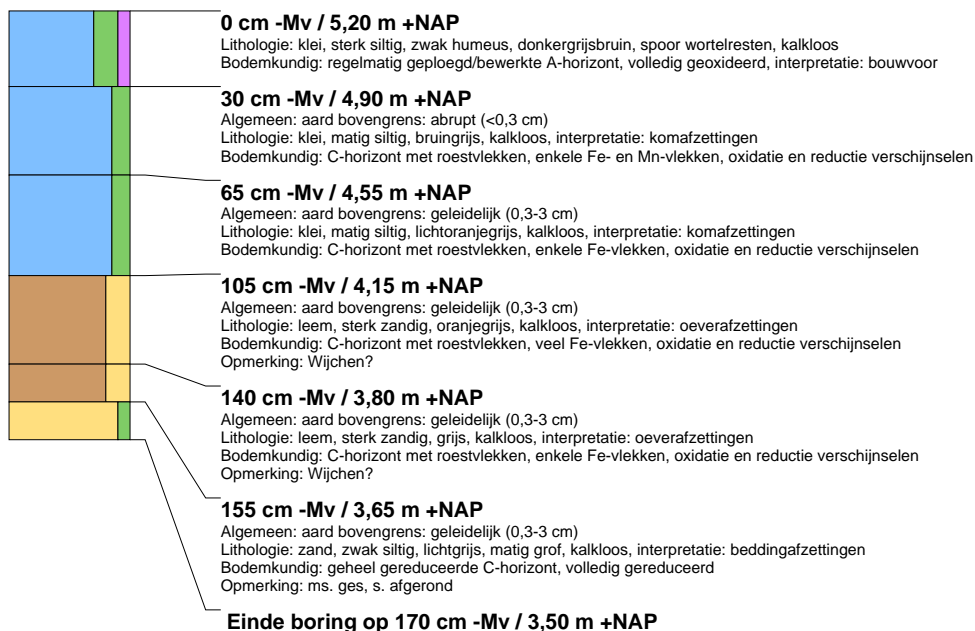 0 cm -Mv / 5,20 m +NAP
Lithologie: klei, sterk siltig, zwak humeus, donkergrijsbruin, spoor wortelresten, kalkloos
Bodemkundig: regelmatig geploegd/bewerkte A-horizont, volledig geoxideerd, interpretatie: bouwvoor
30 cm -Mv / 4,90 m +NAP
Algemeen: aard bovengrens: abrupt (<0,3 cm)
Lithologie: klei, matig siltig, bruingrijs, kalkloos, interpretatie: komafzettingen
Bodemkundig: C-horizont met roestvlekken, enkele Fe- en Mn-vlekken, oxidatie en reductie verschijnselen
65 cm -Mv / 4,55 m +NAP
Algemeen: aard bovengrens: geleidelijk (0,3-3 cm)
Lithologie: klei, matig siltig, lichtoranjegrijs, kalkloos, interpretatie: komafzettingen
Bodemkundig: C-horizont met roestvlekken, enkele Fe-vlekken, oxidatie en reductie verschijnselen
105 cm -Mv / 4,15 m +NAP
Algemeen: aard bovengrens: geleidelijk (0,3-3 cm)
Lithologie: leem, sterk zandig, oranjegrijs, kalkloos, interpretatie: oeverafzettingen
Bodemkundig: C-horizont met roestvlekken, veel Fe-vlekken, oxidatie en reductie verschijnselen
Opmerking: Wijchen?
140 cm -Mv / 3,80 m +NAP
Algemeen: aard bovengrens: geleidelijk (0,3-3 cm)
Lithologie: leem, sterk zandig, grijs, kalkloos, interpretatie: oeverafzettingen
Bodemkundig: C-horizont met roestvlekken, enkele Fe-vlekken, oxidatie en reductie verschijnselen
Opmerking: Wijchen?
155 cm -Mv / 3,65 m +NAP
Algemeen: aard bovengrens: geleidelijk (0,3-3 cm)
Lithologie: zand, zwak siltig, lichtgrijs, matig grof, kalkloos, interpretatie: beddingafzettingen
Bodemkundig: geheel gereduceerde C-horizont, volledig gereduceerd
Opmerking: ms. ges, s. afgerond
Einde boring op 170 cm -Mv / 3,50 m +NAP